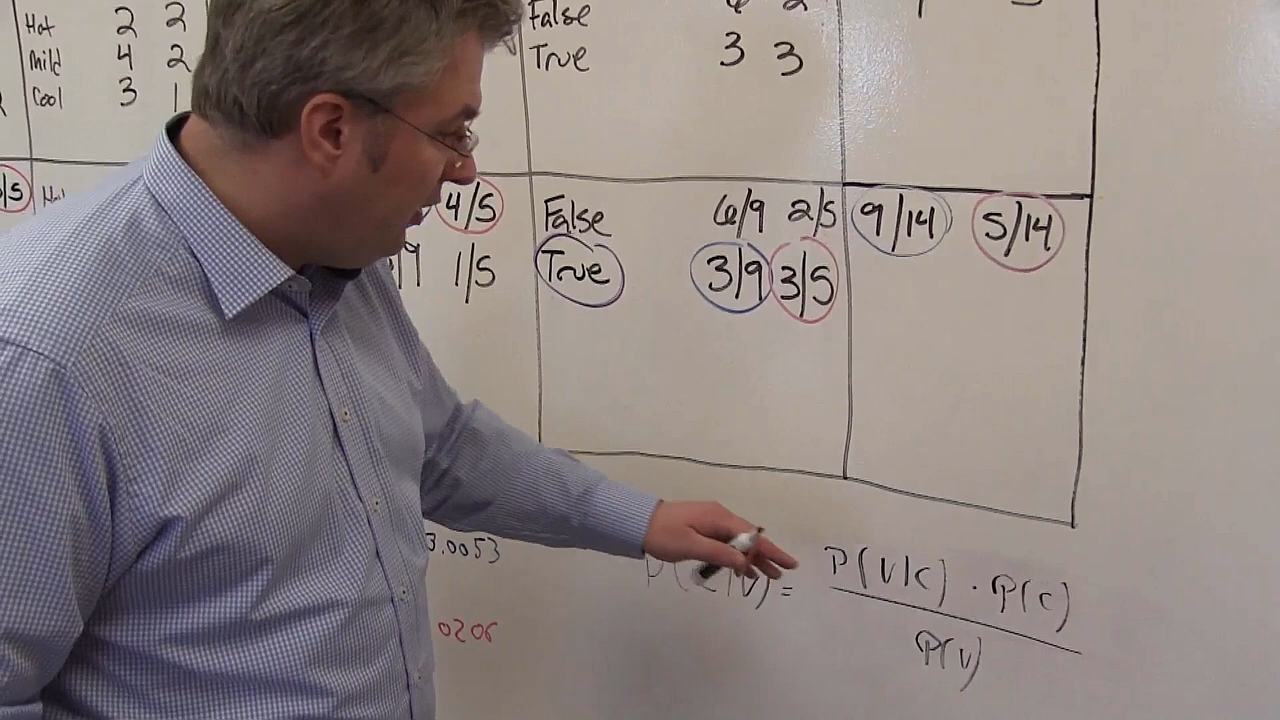 Hot 2 2
Mild 4 2
Cool 3 1
False
True 3 3
4/5
1/5
False 6/9 2/5
True 3/9 3/5
9/14 5/14
.0053
0206
P(C|V) = P(V|C) · P(C)
P(V)